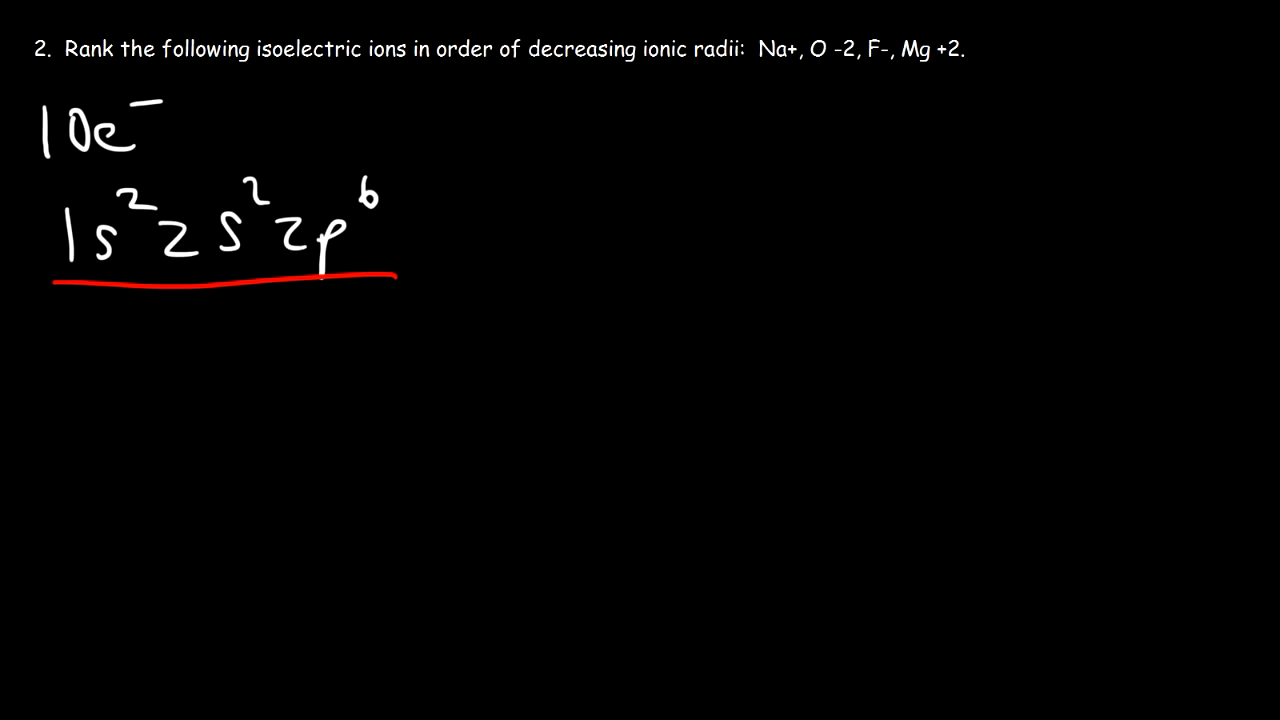 2. Rank the following isoelectric ions in order of decreasing ionic radii: Na+, O -2, F-, Mg +2.
10e⁻
1s²2s²2p⁶